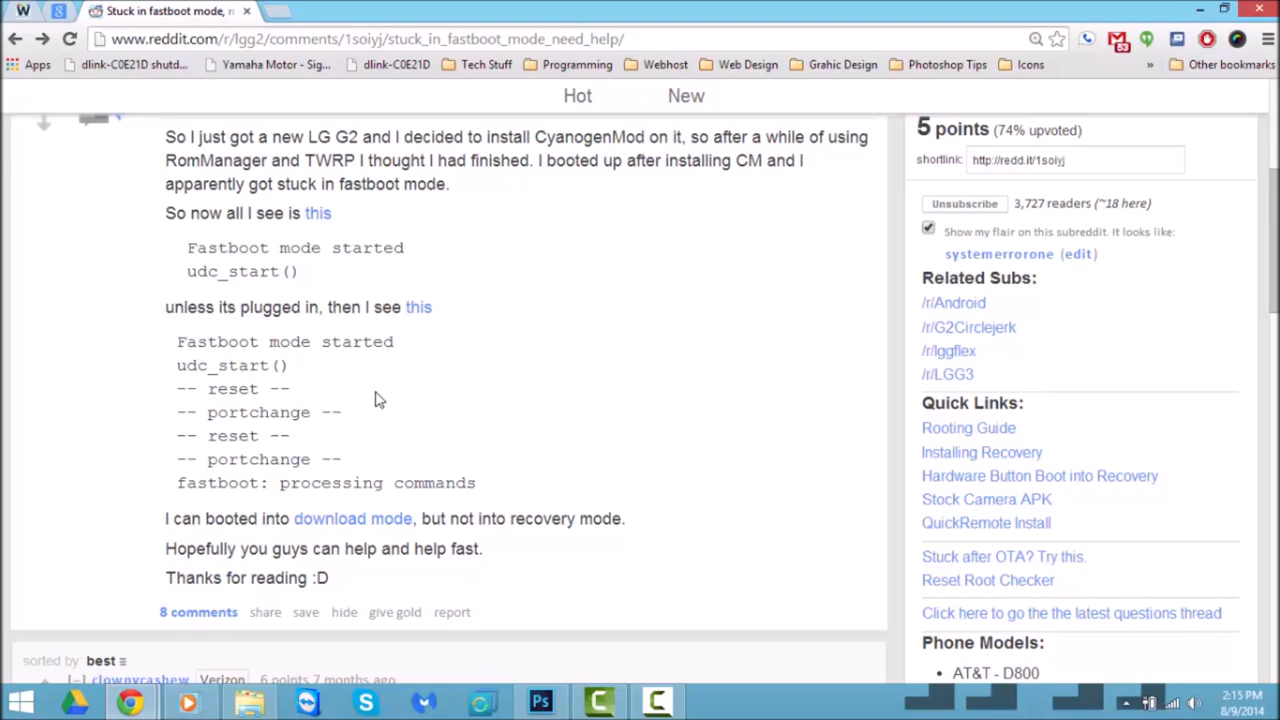 Stuck in fastboot mode, n
www.reddit.com/r/lgg2/comments/1soiyj/stuck_in_fastboot_mode_need_help/
53
Apps
dlink-C0E21D shutd...
Yamaha Motor - Sig...
dlink-C0E21D
Tech Stuff
Programming
Webhost
Web Design
Grahic Design
Photoshop Tips
Icons
»
Other bookmarks
Hot
New
So I just got a new LG G2 and I decided to install CyanogenMod on it, so after a while of using
RomManager and TWRP I thought I had finished. I booted up after installing CM and I
apparently got stuck in fastboot mode.
So now all I see is this
Fastboot mode started
udc_start()
unless its plugged in, then I see this
Fastboot mode started
udc_start()
-- reset --
-- portchange --
-- reset --
-- portchange --
fastboot: processing commands
I can booted into download mode, but not into recovery mode.
Hopefully you guys can help and help fast.
Thanks for reading :D
8 comments share save hide give gold report
sorted by: best
[–] clownycashew Verizon 6 points 7 months ago
5 points (74% upvoted)
shortlink: http://redd.it/1soiyj
Unsubscribe 3,727 readers (~18 here)
Show my flair on this subreddit. It looks like:
systemerrorone (edit)
Related Subs:
/r/Android
/r/G2Circlejerk
/r/lggflex
/r/LGG3
Quick Links:
Rooting Guide
Installing Recovery
Hardware Button Boot into Recovery
Stock Camera APK
QuickRemote Install
Stuck after OTA? Try this.
Reset Root Checker
Click here to go the the latest questions thread
Phone Models:
• AT&T - D800
Ps
2:15 PM
8/9/2014